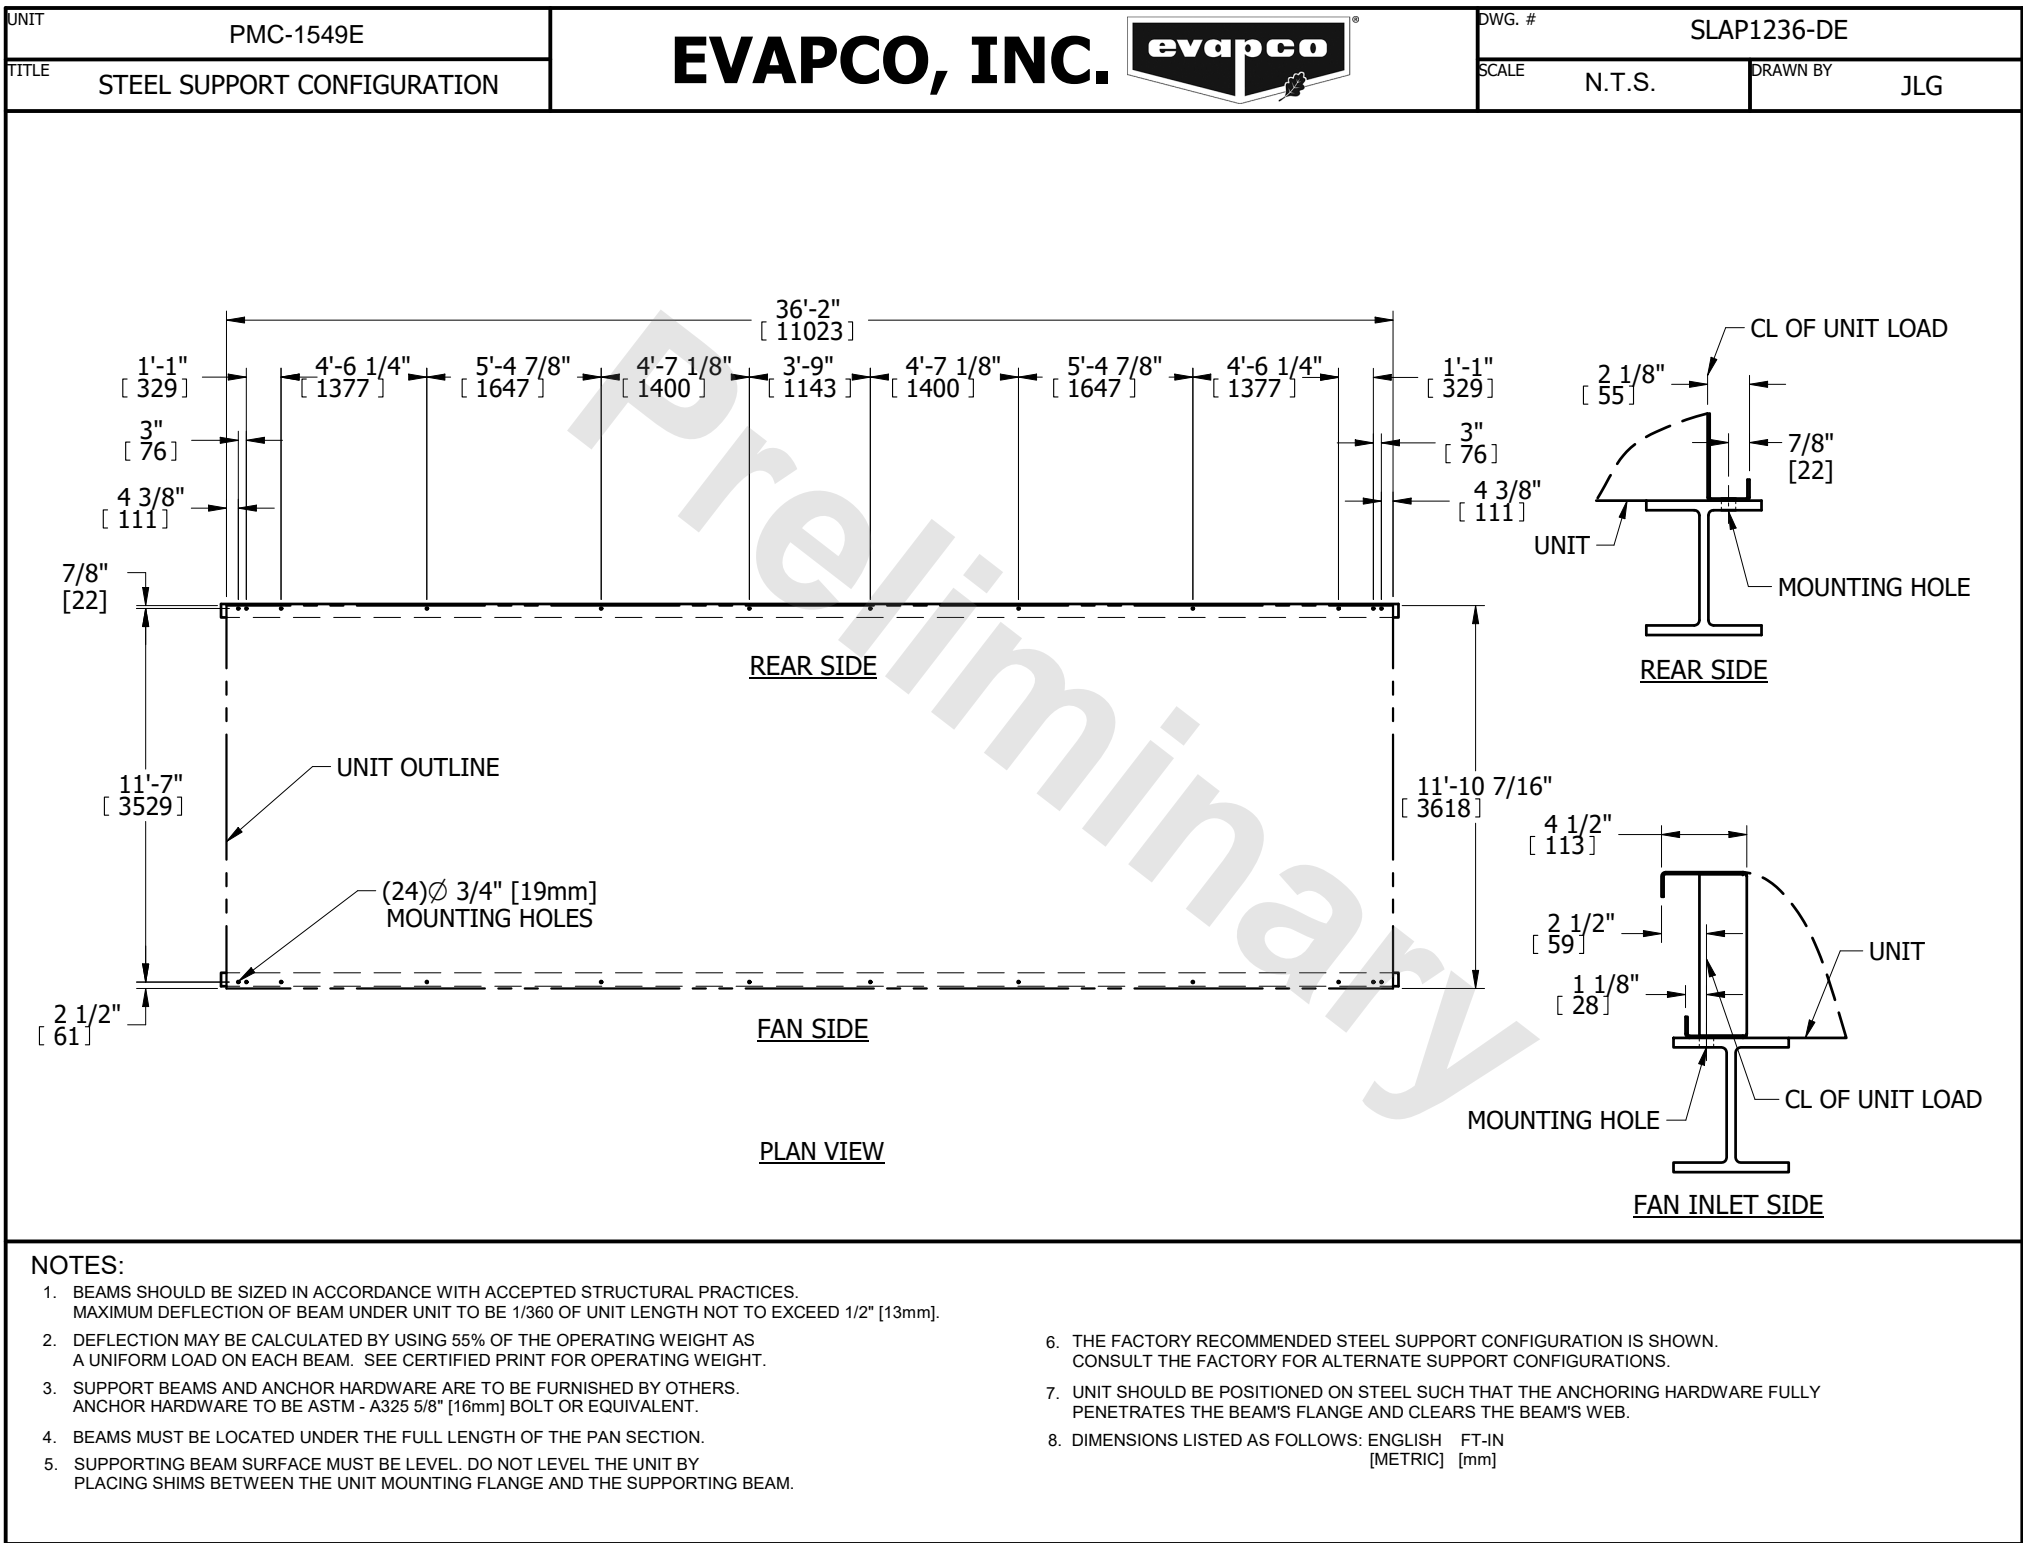 UNIT
PMC-1549E
TITLE
STEEL SUPPORT CONFIGURATION
EVAPCO, INC.
evapco
®
DWG. #
SLAP1236-DE
SCALE
N.T.S.
DRAWN BY
JLG
36'-2"
[ 11023 ]
1'-1"
[ 329 ]
4'-6 1/4"
[ 1377 ]
5'-4 7/8"
[ 1647 ]
4'-7 1/8"
[ 1400 ]
3'-9"
[ 1143 ]
4'-7 1/8"
[ 1400 ]
5'-4 7/8"
[ 1647 ]
4'-6 1/4"
[ 1377 ]
1'-1"
[ 329 ]
3"
[ 76 ]
3"
[ 76 ]
4 3/8"
[ 111 ]
4 3/8"
[ 111 ]
7/8"
[22]
REAR SIDE
UNIT OUTLINE
11'-7"
[ 3529 ]
11'-10 7/16"
[ 3618 ]
(24)Ø 3/4" [19mm]
MOUNTING HOLES
2 1/2"
[ 61 ]
FAN SIDE
PLAN VIEW
Preliminary
CL OF UNIT LOAD
2 1/8"
[ 55 ]
7/8"
[22]
UNIT
MOUNTING HOLE
REAR SIDE
4 1/2"
[ 113 ]
2 1/2"
[ 59 ]
1 1/8"
[ 28 ]
UNIT
CL OF UNIT LOAD
MOUNTING HOLE
FAN INLET SIDE
NOTES:
1. BEAMS SHOULD BE SIZED IN ACCORDANCE WITH ACCEPTED STRUCTURAL PRACTICES.
MAXIMUM DEFLECTION OF BEAM UNDER UNIT TO BE 1/360 OF UNIT LENGTH NOT TO EXCEED 1/2" [13mm].
2. DEFLECTION MAY BE CALCULATED BY USING 55% OF THE OPERATING WEIGHT AS
A UNIFORM LOAD ON EACH BEAM. SEE CERTIFIED PRINT FOR OPERATING WEIGHT.
3. SUPPORT BEAMS AND ANCHOR HARDWARE ARE TO BE FURNISHED BY OTHERS.
ANCHOR HARDWARE TO BE ASTM - A325 5/8" [16mm] BOLT OR EQUIVALENT.
4. BEAMS MUST BE LOCATED UNDER THE FULL LENGTH OF THE PAN SECTION.
5. SUPPORTING BEAM SURFACE MUST BE LEVEL. DO NOT LEVEL THE UNIT BY
PLACING SHIMS BETWEEN THE UNIT MOUNTING FLANGE AND THE SUPPORTING BEAM.
6. THE FACTORY RECOMMENDED STEEL SUPPORT CONFIGURATION IS SHOWN.
CONSULT THE FACTORY FOR ALTERNATE SUPPORT CONFIGURATIONS.
7. UNIT SHOULD BE POSITIONED ON STEEL SUCH THAT THE ANCHORING HARDWARE FULLY
PENETRATES THE BEAM'S FLANGE AND CLEARS THE BEAM'S WEB.
8. DIMENSIONS LISTED AS FOLLOWS: ENGLISH FT-IN
[METRIC] [mm]